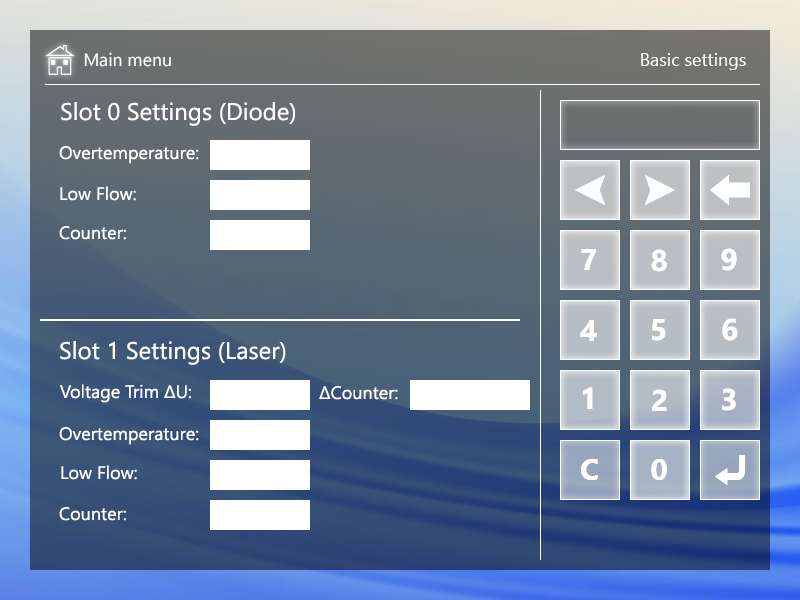 Main menu
Basic settings
Slot 0 Settings (Diode)
Overtemperature:
Low Flow:
Counter:
Slot 1 Settings (Laser)
Voltage Trim ΔU: ΔCounter:
Overtemperature:
Low Flow:
Counter:
7 8 9
4 5 6
1 2 3
C 0